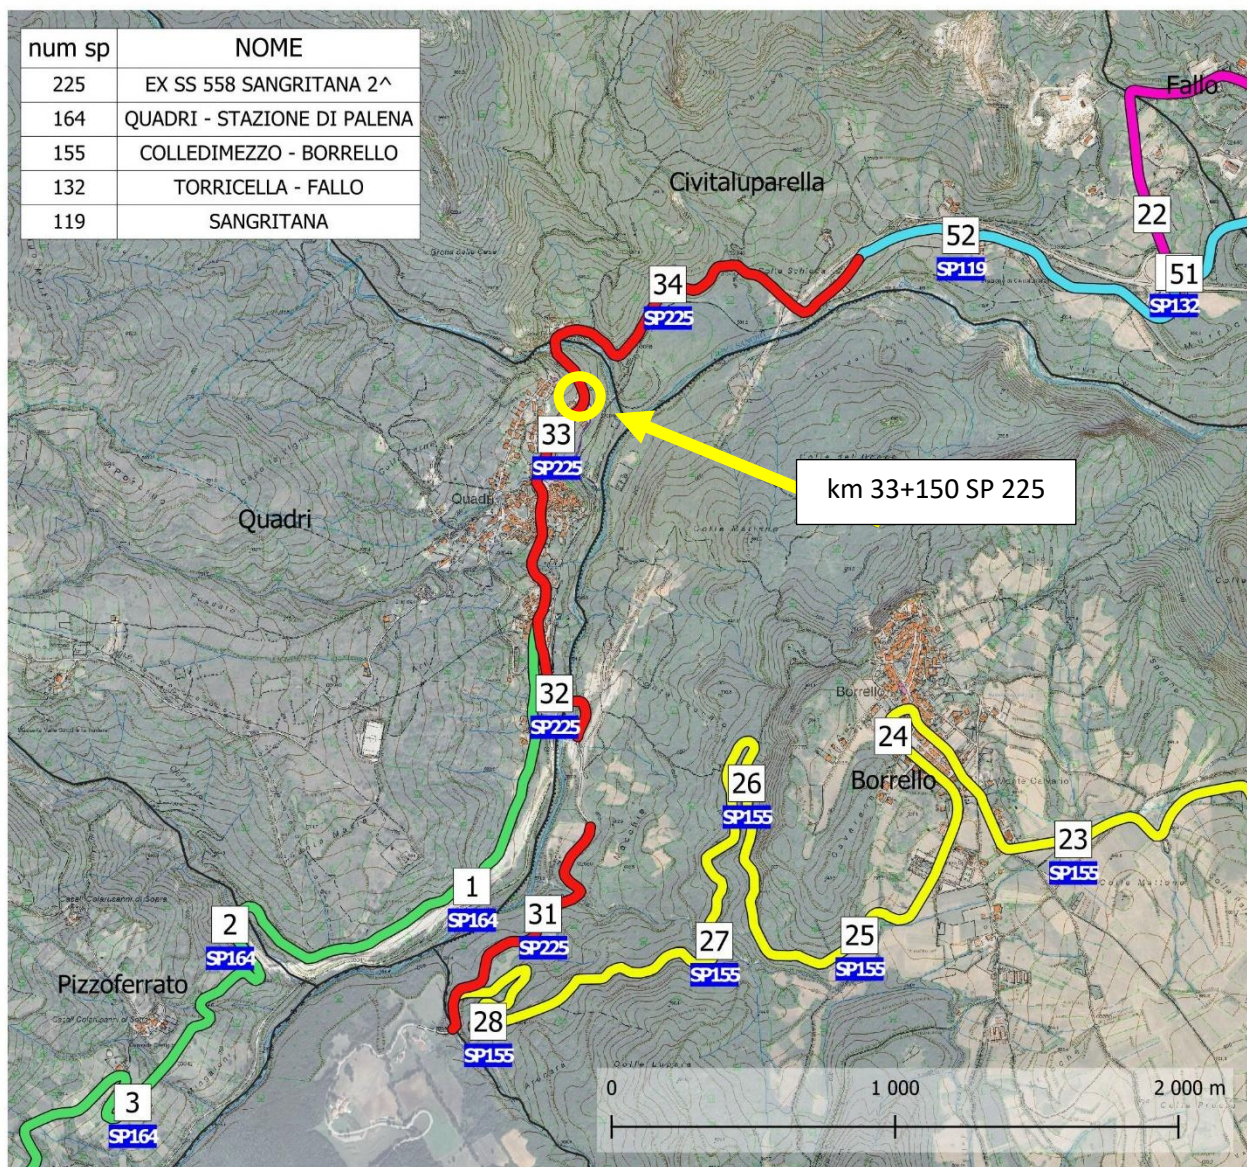 num sp NOME
225 EX SS 558 SANGRITANA 2^
164 QUADRI - STAZIONE DI PALENA
155 COLLEDIMEZZO - BORRELLO
132 TORRICELLA - FALLO
119 SANGRITANA
Fallo
Civitaluparella
22
52
SP119
51
SP132
34
SP225
33
SP225
km 33+150 SP 225
Quadri
Quadri
32
SP225
Borrello
24
Borrello
26
SP155
23
SP155
1
SP164
31
SP225
2
SP164
27
SP155
25
SP155
Pizzoferrato
28
SP155
3
SP164
0 1 000 2 000 m